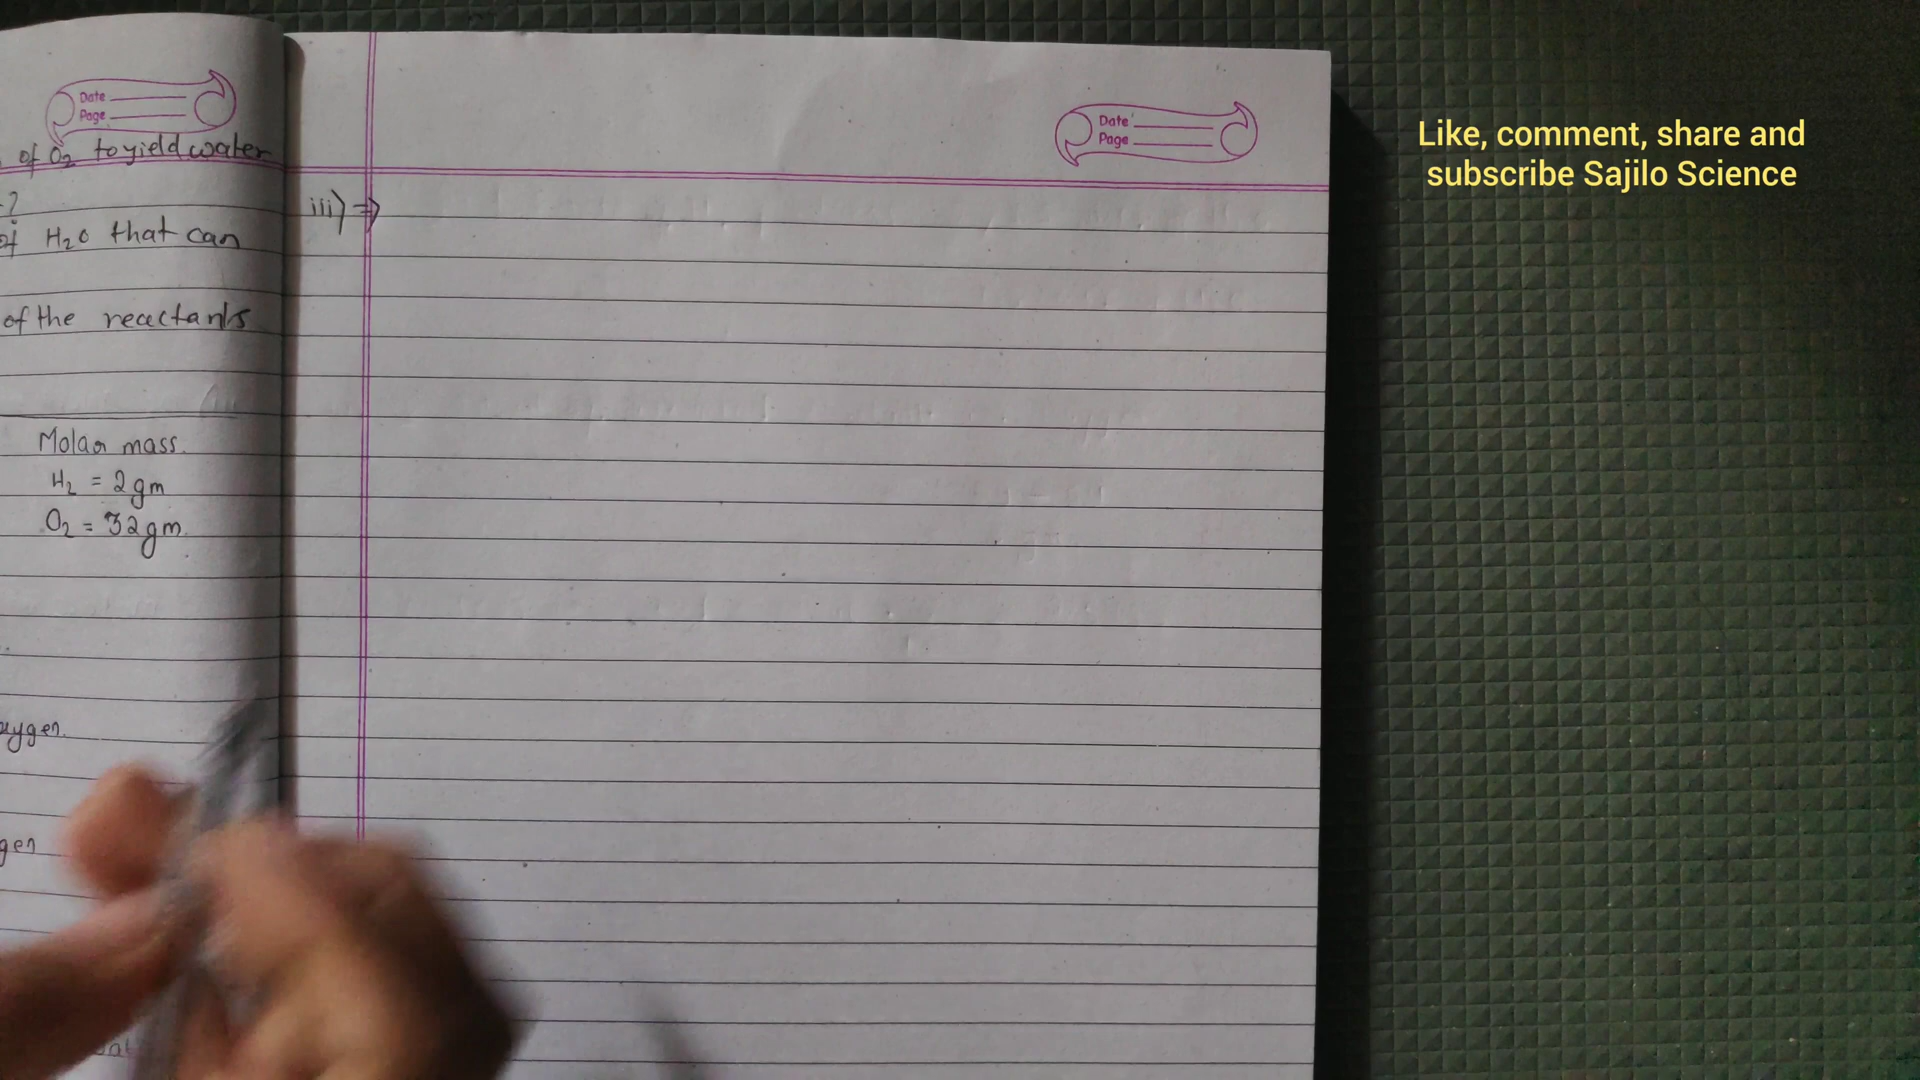 Date
Page
of O2 to yield water
?
of H2O that can
of the reactants
Molar mass.
H2 = 2gm
O2 = 32gm.
Date
Page
iii) ⇒
Like, comment, share and
subscribe Sajilo Science